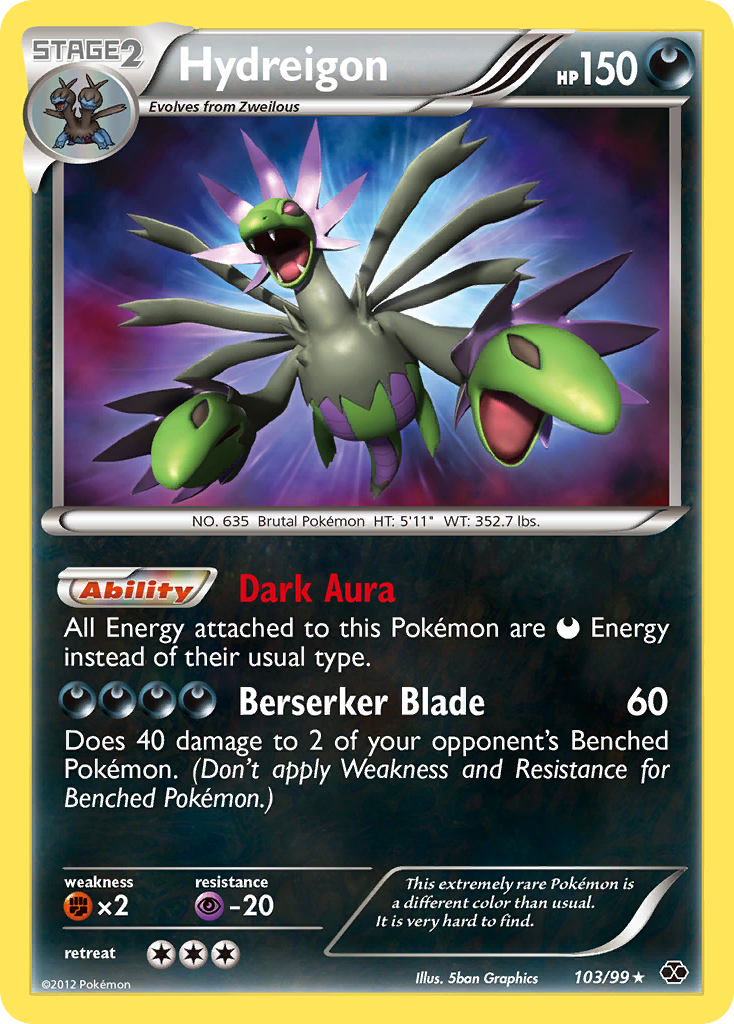 STAGE2
Hydreigon
HP150
Evolves from Zweilous
NO. 635 Brutal Pokémon HT: 5'11" WT: 352.7 lbs.
Ability Dark Aura
All Energy attached to this Pokémon are Energy
instead of their usual type.
Berserker Blade 60
Does 40 damage to 2 of your opponent's Benched
Pokémon. (Don't apply Weakness and Resistance for
Benched Pokémon.)
weakness resistance
×2 -20
This extremely rare Pokémon is
a different color than usual.
It is very hard to find.
retreat
©2012 Pokémon
Illus. 5ban Graphics 103/99★